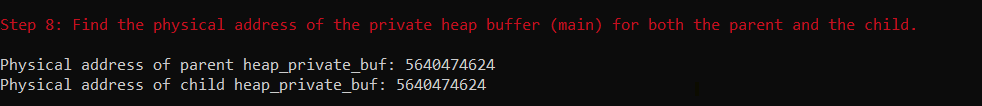 Step 8: Find the physical address of the private heap buffer (main) for both the parent and the child.
Physical address of parent heap_private_buf: 5640474624
Physical address of child heap_private_buf: 5640474624